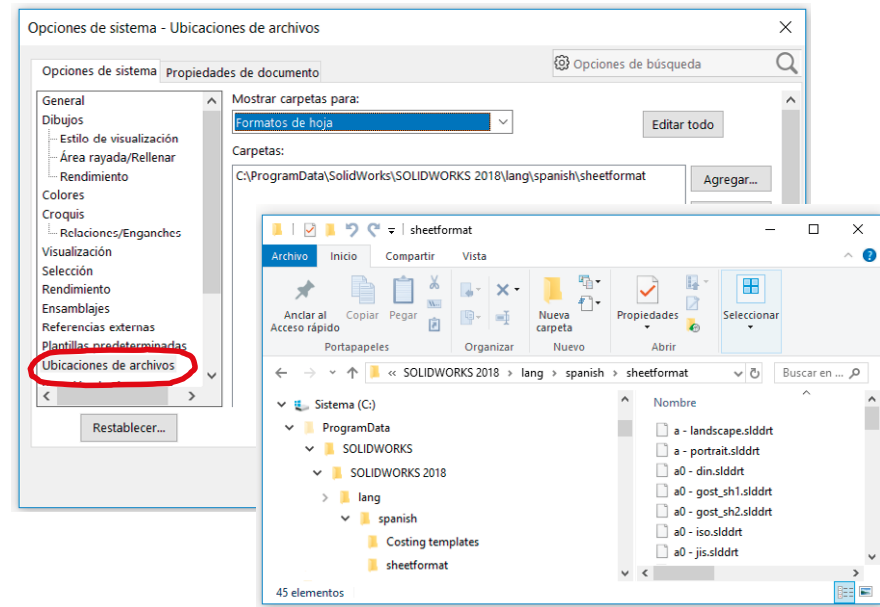 Opciones de sistema - Ubicaciones de archivos
Opciones de sistema
Propiedades de documento
Opciones de búsqueda
General
Dibujos
Estilo de visualización
Área rayada/Rellenar
Rendimiento
Colores
Croquis
Relaciones/Enganches
Visualización
Selección
Rendimiento
Ensamblajes
Referencias externas
Plantillas predeterminadas
Ubicaciones de archivos
Restablecer...
Mostrar carpetas para:
Formatos de hoja
Editar todo
Carpetas:
C:\ProgramData\SolidWorks\SOLIDWORKS 2018\lang\spanish\sheetformat
Agregar...
sheetformat
Archivo Inicio Compartir Vista
Anclar al
Acceso rápido
Copiar
Pegar
Portapapeles
Organizar
Nueva
carpeta
Nuevo
Propiedades
Abrir
Seleccionar
« SOLIDWORKS 2018 > lang > spanish > sheetformat
Buscar en ...
Sistema (C:)
ProgramData
SOLIDWORKS
SOLIDWORKS 2018
lang
spanish
Costing templates
sheetformat
Nombre
a - landscape.slddrt
a - portrait.slddrt
a0 - din.slddrt
a0 - gost_sh1.slddrt
a0 - gost_sh2.slddrt
a0 - iso.slddrt
a0 - jis.slddrt
45 elementos